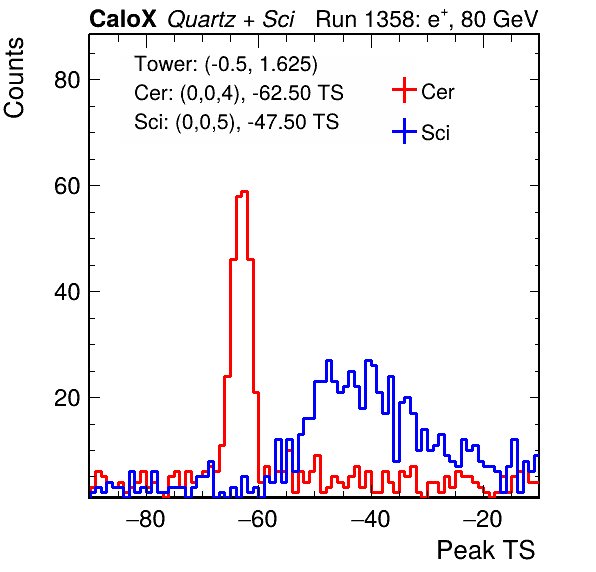 CaloX Quartz + Sci Run 1358: e+, 80 GeV
Counts
Tower: (-0.5, 1.625)
Cer: (0,0,4), -62.50 TS
Sci: (0,0,5), -47.50 TS
Cer
Sci
80
60
40
20
−80 −60 −40 −20
Peak TS